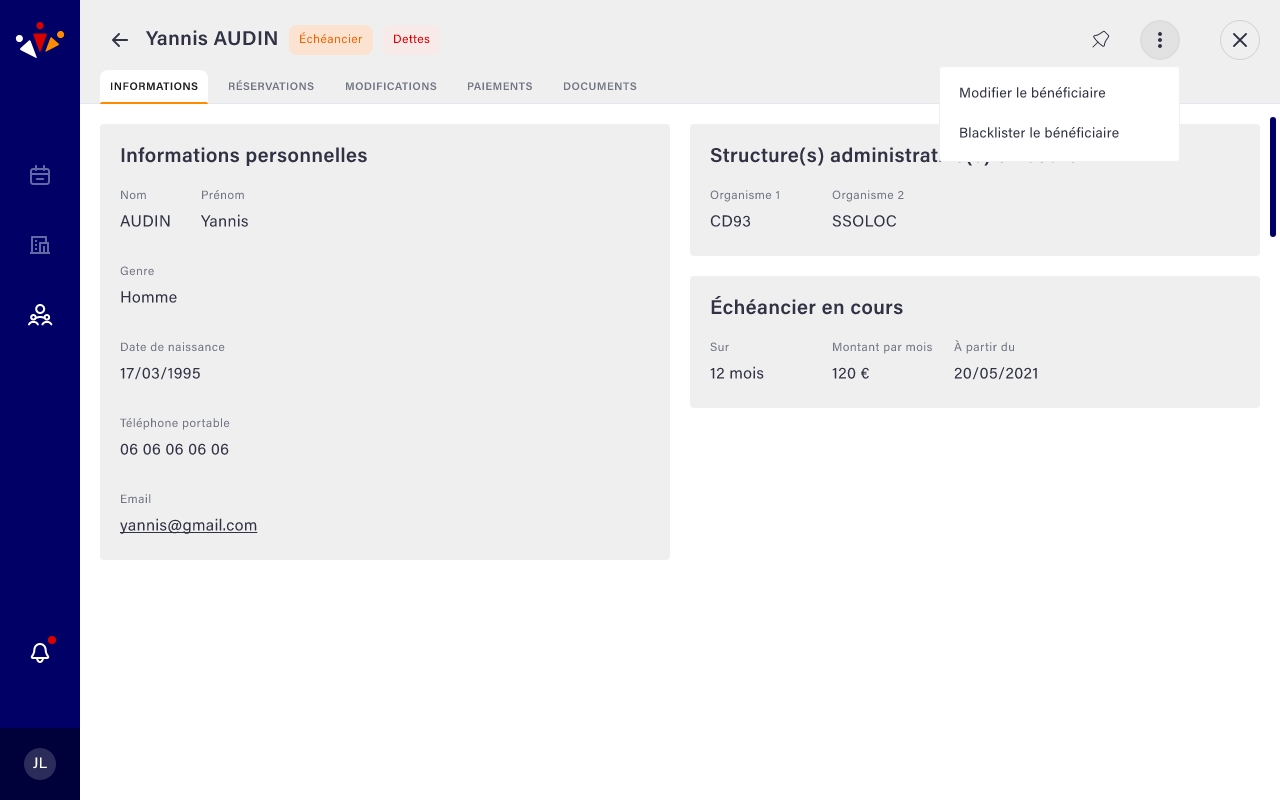 Yannis AUDIN
Échéancier
Dettes
INFORMATIONS
RÉSERVATIONS
MODIFICATIONS
PAIEMENTS
DOCUMENTS
Modifier le bénéficiaire
Blacklister le bénéficiaire
Informations personnelles
Nom
Prénom
AUDIN
Yannis
Genre
Homme
Date de naissance
17/03/1995
Téléphone portable
06 06 06 06 06
Email
yannis@gmail.com
Structure(s)
Organisme 1
Organisme 2
CD93
SSOLOC
Échéancier en cours
Sur
Montant par mois
À partir du
12 mois
120 €
20/05/2021
JL